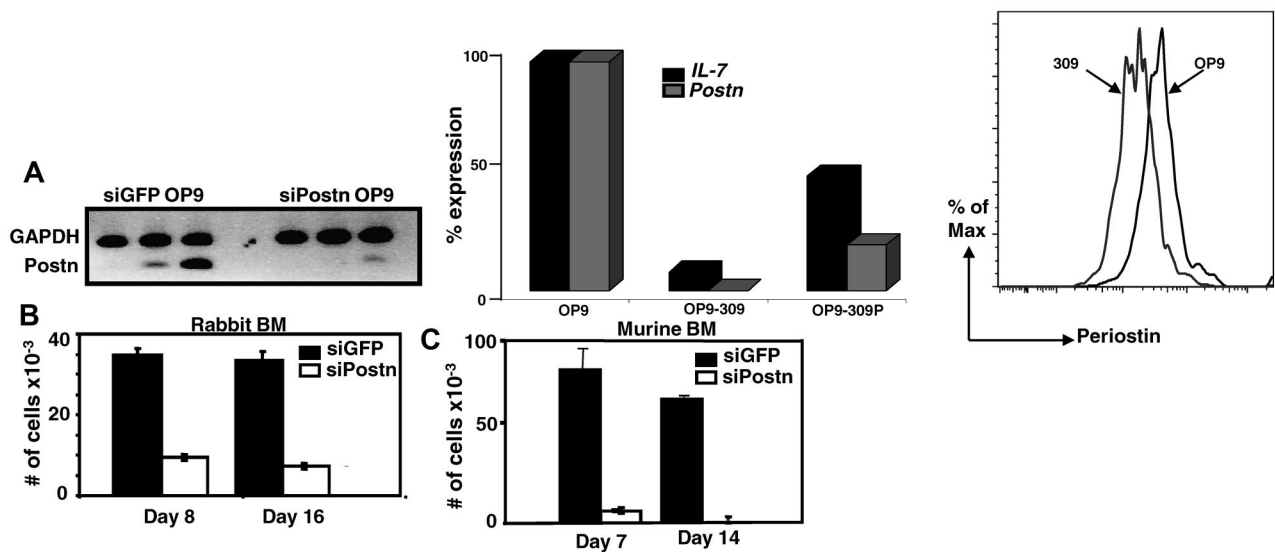 A
siGFP OP9 siPostn OP9
GAPDH
Postn
% expression
100
50
0
IL-7
Postn
OP9 OP9-309 OP9-309P
309 OP9
% of
Max
Periostin
B
Rabbit BM
# of cells x10-3
40
20
0
siGFP
siPostn
Day 8 Day 16
C
Murine BM
# of cells x10-3
100
50
0
siGFP
siPostn
Day 7 Day 14